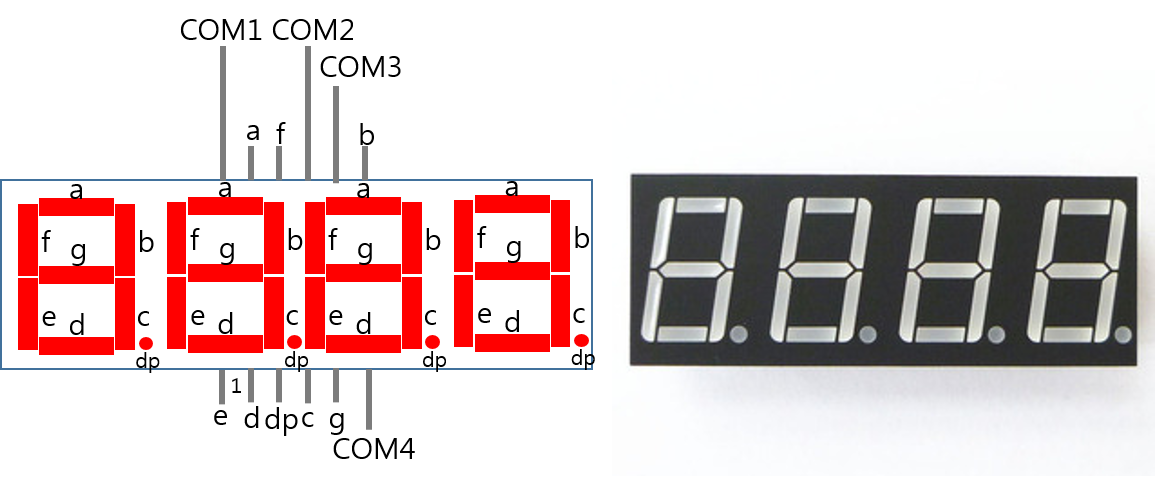 COM1 COM2
COM3
a f b
a a a a
f g b f g b f g b f g b
e d c e d c e d c e d c
dp dp dp dp
1
e d dp c g
COM4